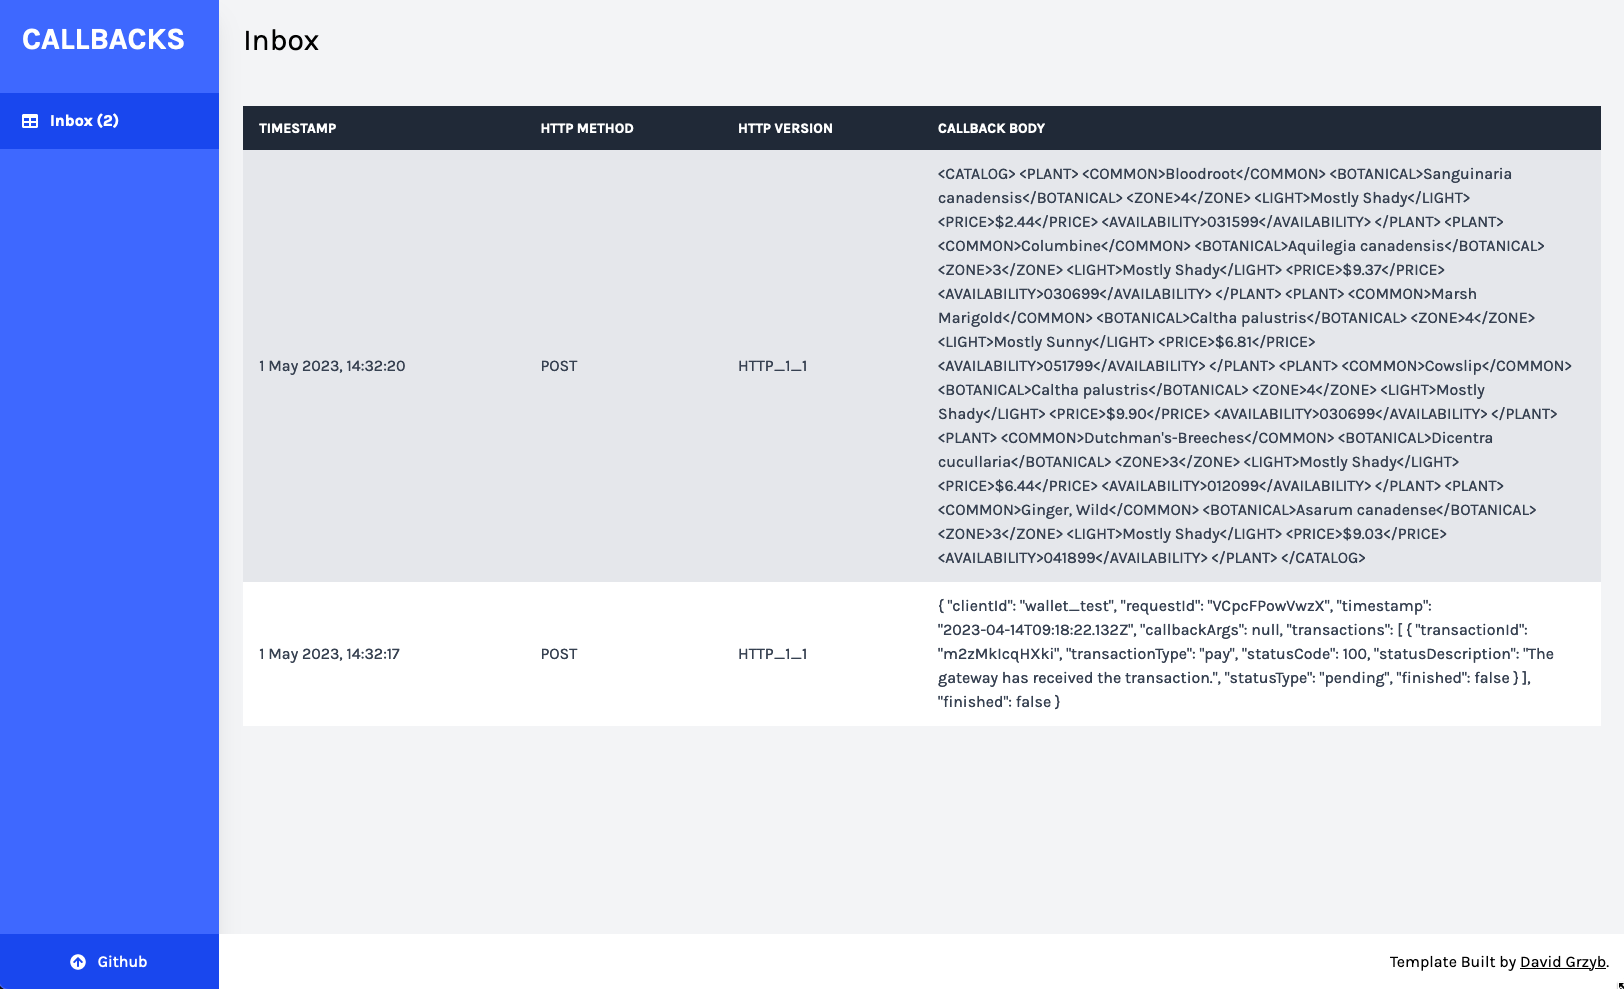 CALLBACKS
Inbox (2)
Inbox
TIMESTAMP HTTP METHOD HTTP VERSION CALLBACK BODY
1 May 2023, 14:32:20 POST HTTP_1_1
<CATALOG> <PLANT> <COMMON>Bloodroot</COMMON> <BOTANICAL>Sanguinaria
canadensis</BOTANICAL> <ZONE>4</ZONE> <LIGHT>Mostly Shady</LIGHT>
<PRICE>$2.44</PRICE> <AVAILABILITY>031599</AVAILABILITY> </PLANT> <PLANT>
<COMMON>Columbine</COMMON> <BOTANICAL>Aquilegia canadensis</BOTANICAL>
<ZONE>3</ZONE> <LIGHT>Mostly Shady</LIGHT> <PRICE>$9.37</PRICE>
<AVAILABILITY>030699</AVAILABILITY> </PLANT> <PLANT> <COMMON>Marsh
Marigold</COMMON> <BOTANICAL>Caltha palustris</BOTANICAL> <ZONE>4</ZONE>
<LIGHT>Mostly Sunny</LIGHT> <PRICE>$6.81</PRICE>
<AVAILABILITY>051799</AVAILABILITY> </PLANT> <PLANT> <COMMON>Cowslip</COMMON>
<BOTANICAL>Caltha palustris</BOTANICAL> <ZONE>4</ZONE> <LIGHT>Mostly
Shady</LIGHT> <PRICE>$9.90</PRICE> <AVAILABILITY>030699</AVAILABILITY> </PLANT>
<PLANT> <COMMON>Dutchman's-Breeches</COMMON> <BOTANICAL>Dicentra
cucullaria</BOTANICAL> <ZONE>3</ZONE> <LIGHT>Mostly Shady</LIGHT>
<PRICE>$6.44</PRICE> <AVAILABILITY>012099</AVAILABILITY> </PLANT> <PLANT>
<COMMON>Ginger, Wild</COMMON> <BOTANICAL>Asarum canadense</BOTANICAL>
<ZONE>3</ZONE> <LIGHT>Mostly Shady</LIGHT> <PRICE>$9.03</PRICE>
<AVAILABILITY>041899</AVAILABILITY> </PLANT> </CATALOG>
1 May 2023, 14:32:17 POST HTTP_1_1
{ "clientId": "wallet_test", "requestId": "VCpcFPowVwzX", "timestamp":
"2023-04-14T09:18:22.132Z", "callbackArgs": null, "transactions": [ { "transactionId":
"m2zMkIcqHXki", "transactionType": "pay", "statusCode": 100, "statusDescription": "The
gateway has received the transaction.", "statusType": "pending", "finished": false } ],
"finished": false }
Github
Template Built by David Grzyb.